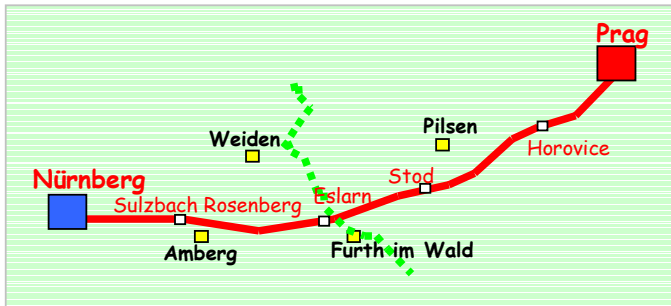 Prag
Pilsen
Weiden
Horovice
Stod
Nürnberg
Eslarn
Sulzbach Rosenberg
Amberg
Furth im Wald